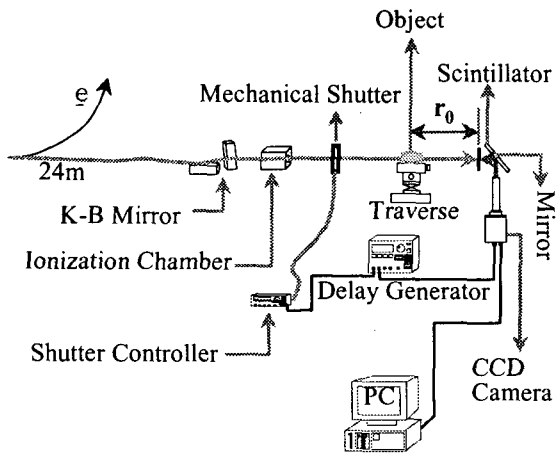 Object
Scintillator
Mechanical Shutter
r₀
e
24m
K-B Mirror
Traverse
Mirror
Ionization Chamber
Delay Generator
Shutter Controller
CCD
Camera
PC